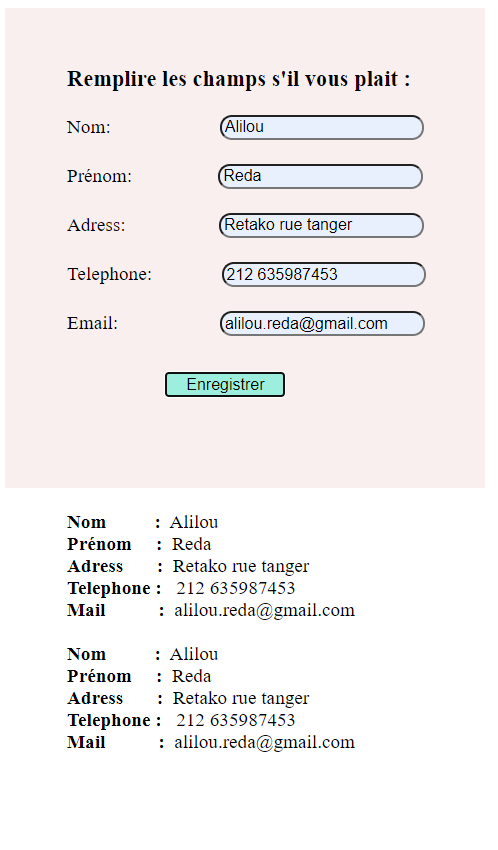 Remplire les champs s'il vous plait :
Nom: Alilou
Prénom: Reda
Adress: Retako rue tanger
Telephone: 212 635987453
Email: alilou.reda@gmail.com
Enregistrer
Nom : Alilou
Prénom : Reda
Adress : Retako rue tanger
Telephone : 212 635987453
Mail : alilou.reda@gmail.com
Nom : Alilou
Prénom : Reda
Adress : Retako rue tanger
Telephone : 212 635987453
Mail : alilou.reda@gmail.com